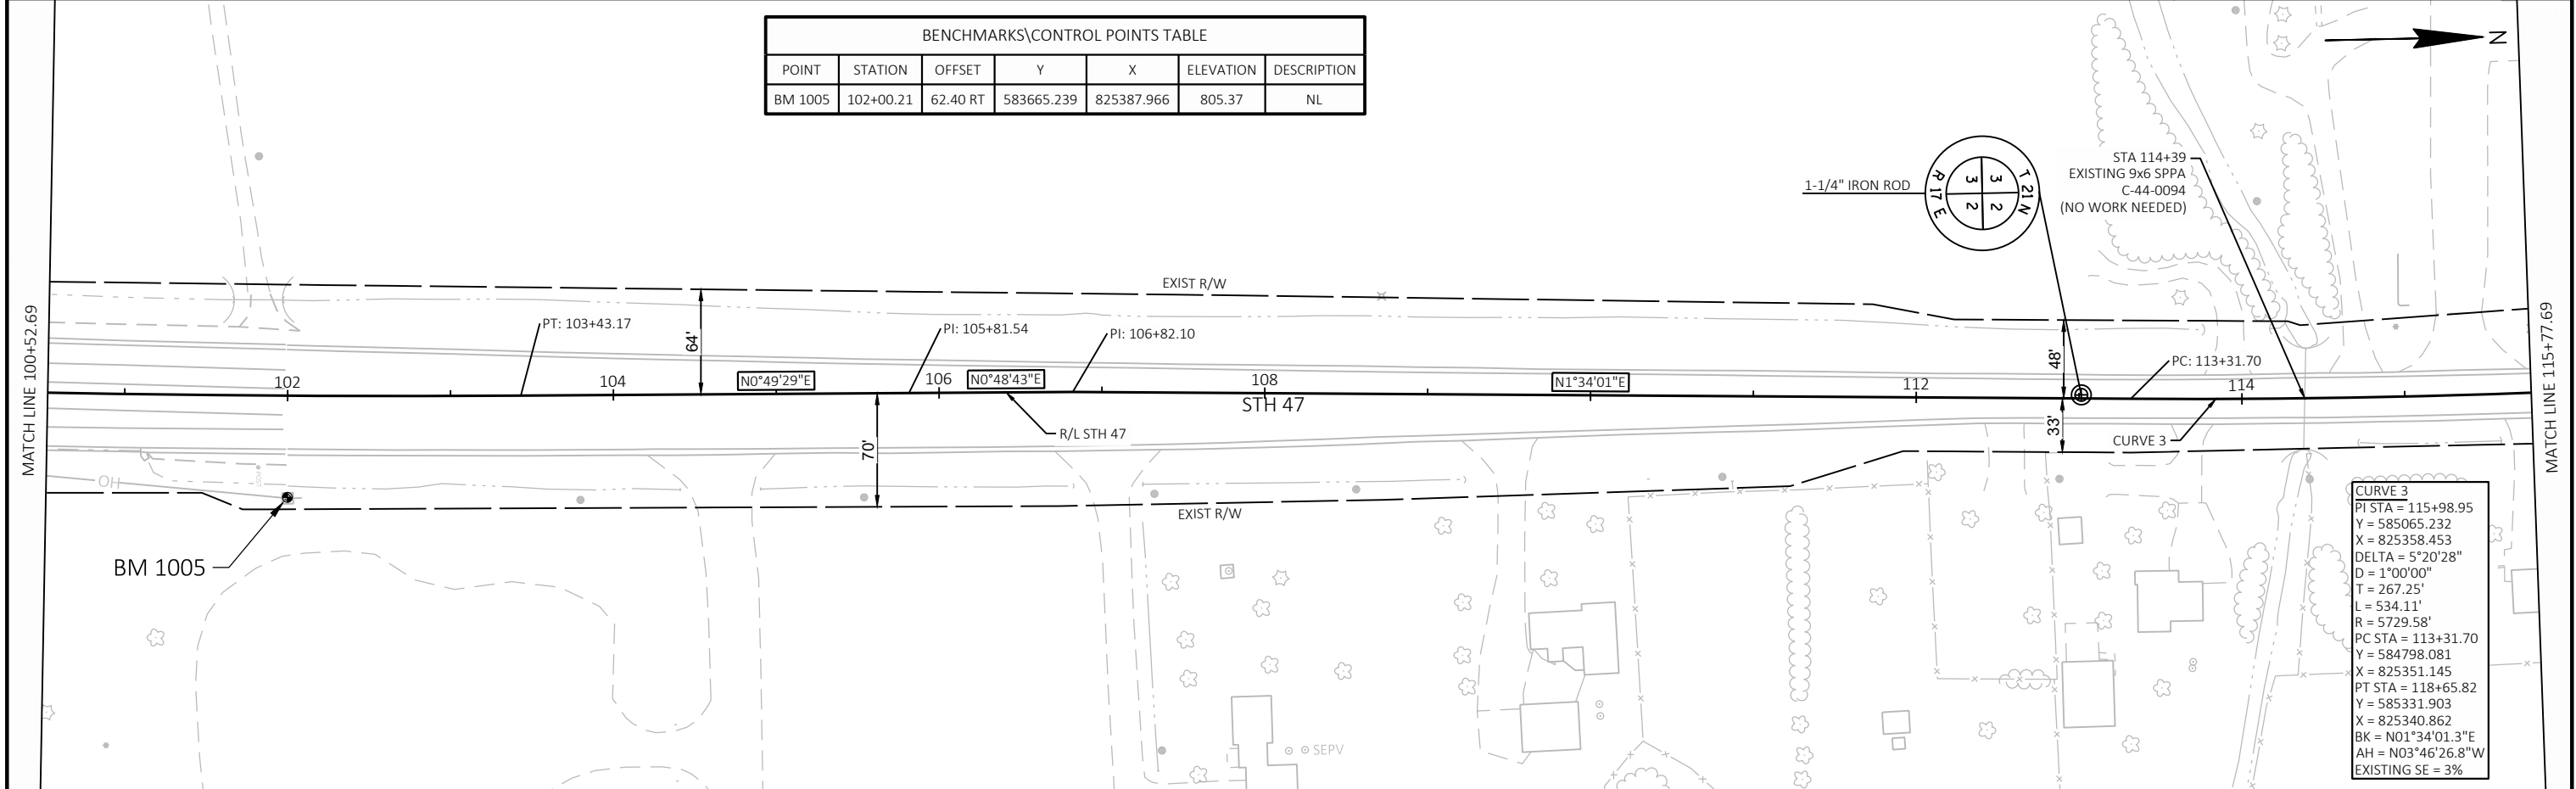 BENCHMARKS\CONTROL POINTS TABLE
POINT STATION OFFSET Y X ELEVATION DESCRIPTION
BM 1005 102+00.21 62.40 RT 583665.239 825387.966 805.37 NL
N
1-1/4" IRON ROD
T 21 N
R 17 E
3 3
2 2
STA 114+39
EXISTING 9x6 SPPA
C-44-0094
(NO WORK NEEDED)
MATCH LINE 100+52.69
MATCH LINE 115+77.69
EXIST R/W
PT: 103+43.17
64'
PI: 105+81.54
PI: 106+82.10
48'
PC: 113+31.70
102
104
N0°49'29"E
106
N0°48'43"E
108
N1°34'01"E
112
114
STH 47
R/L STH 47
70'
33'
CURVE 3
OH
EXIST R/W
BM 1005
SEPV
CURVE 3
PI STA = 115+98.95
Y = 585065.232
X = 825358.453
DELTA = 5°20'28"
D = 1°00'00"
T = 267.25'
L = 534.11'
R = 5729.58'
PC STA = 113+31.70
Y = 584798.081
X = 825351.145
PT STA = 118+65.82
Y = 585331.903
X = 825340.862
BK = N01°34'01.3"E
AH = N03°46'26.8"W
EXISTING SE = 3%